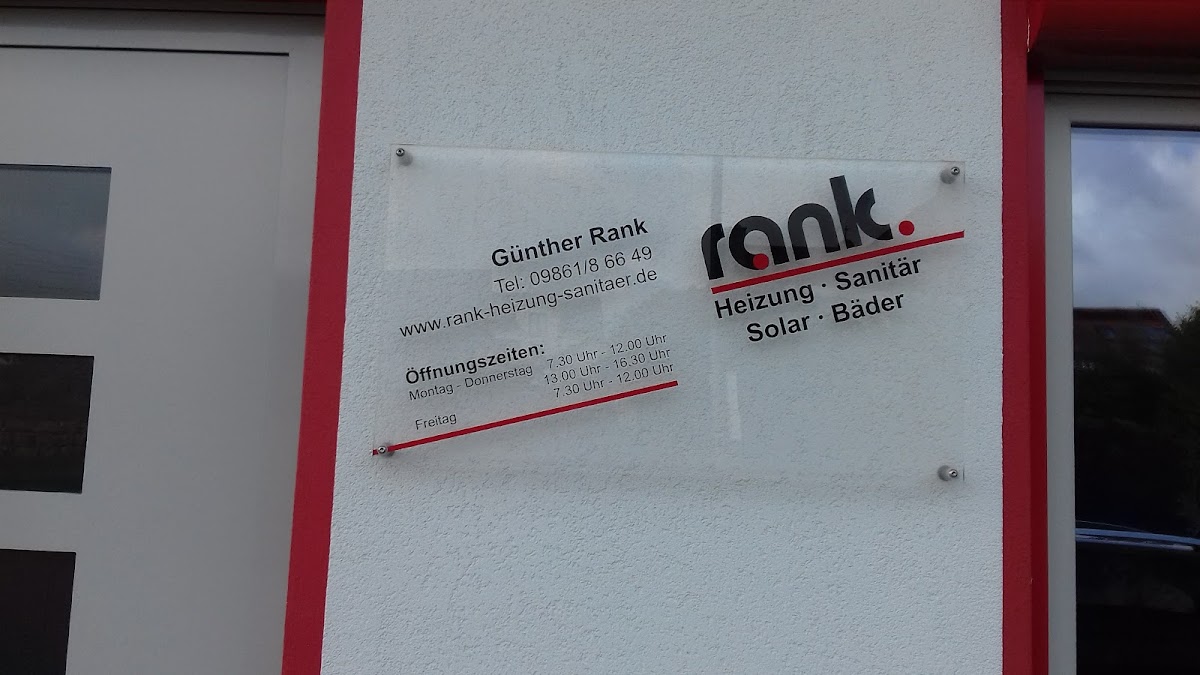 Günther Rank
Tel: 09861/8 66 49
www.rank-heizung-sanitaer.de
Öffnungszeiten:
Montag - Donnerstag 7.30 Uhr - 12.00 Uhr
13.00 Uhr - 16.30 Uhr
Freitag 7.30 Uhr - 12.00 Uhr
rank.
Heizung · Sanitär
Solar · Bäder